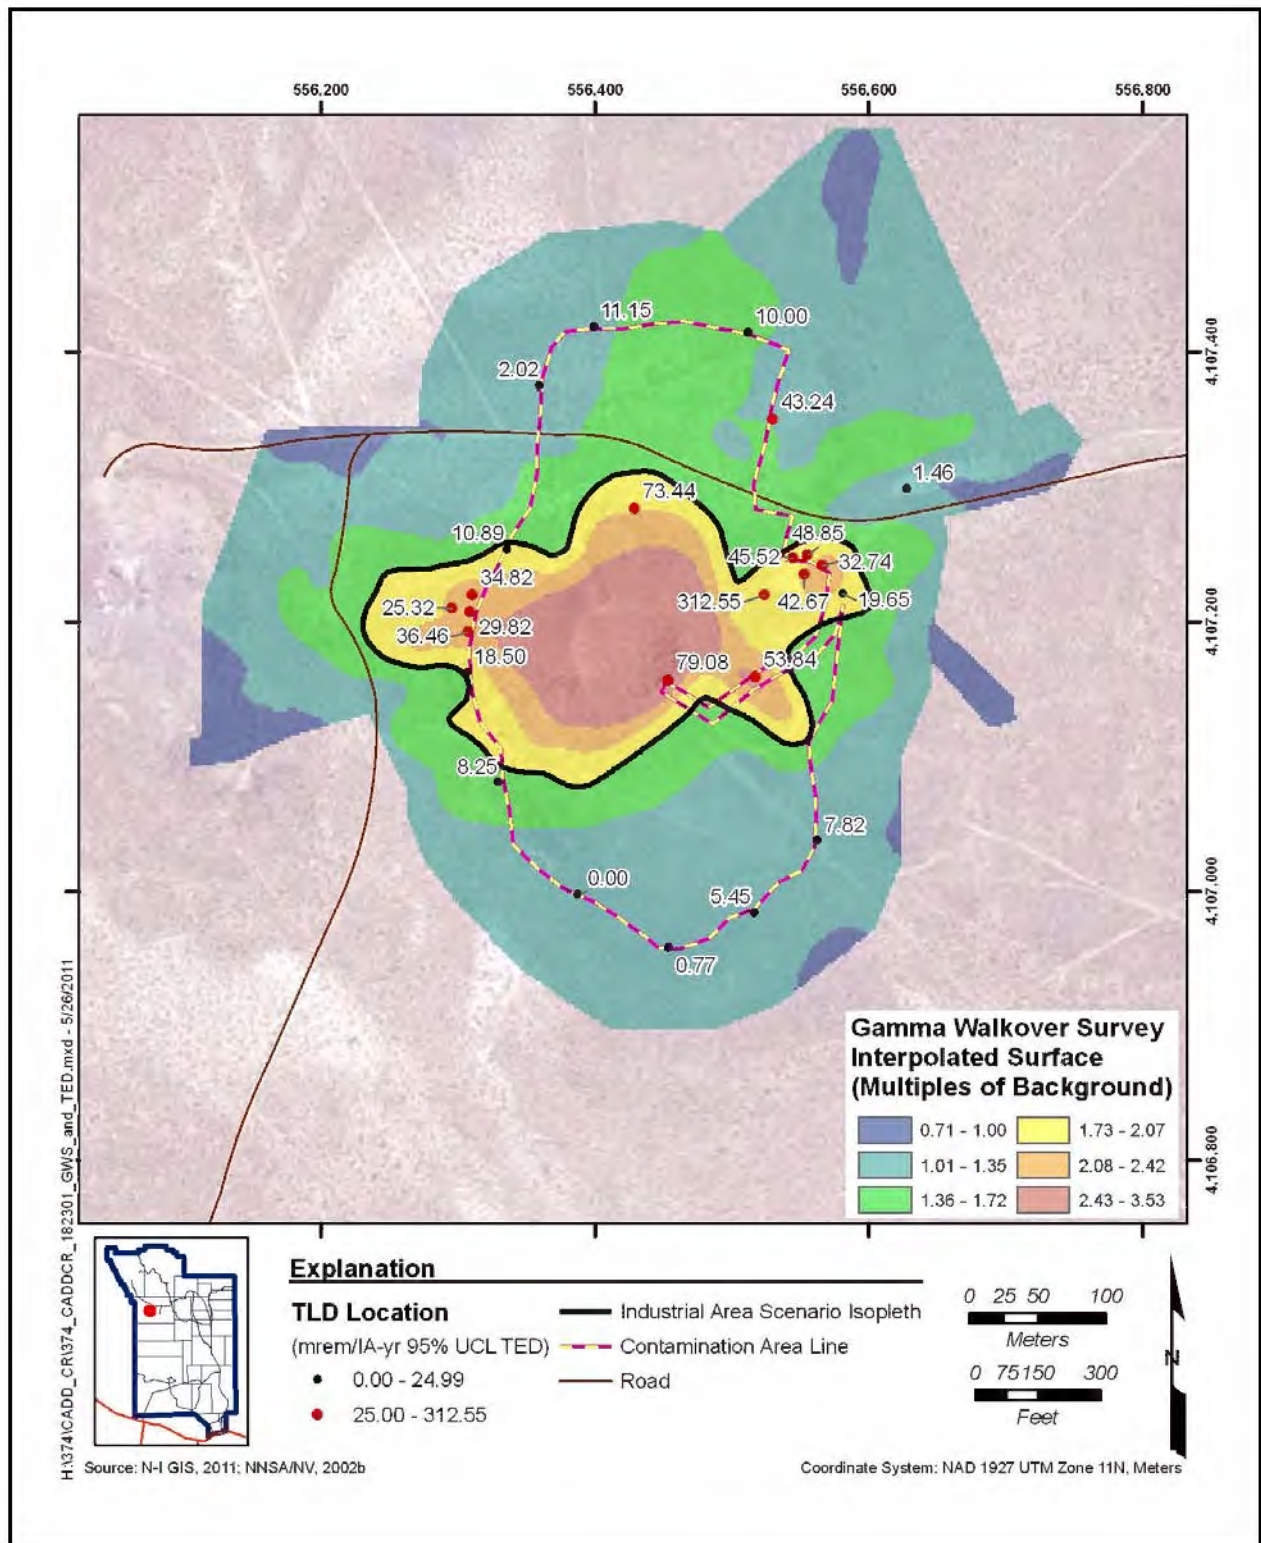 556,200 556,400 556,600 556,800
11.15
10.00
2.02
4,107,400
43.24
1.46
73.44
10.89
48.85
45.52
32.74
34.82
25.32
312.55
42.67
19.65
4,107,200
36.46
29.82
18.50
79.08
53.84
8.25
7.82
0.00
5.45
4,107,000
0.77
Gamma Walkover Survey
Interpolated Surface
(Multiples of Background)
0.71 - 1.00 1.73 - 2.07
1.01 - 1.35 2.08 - 2.42
1.36 - 1.72 2.43 - 3.53
4,106,800
H:\374\CADD_CR\374_CADDCR_182301_GWS_and_TED.mxd - 5/26/2011
Explanation
TLD Location
(mrem/IA-yr 95% UCL TED)
0.00 - 24.99
25.00 - 312.55
Industrial Area Scenario Isopleth
Contamination Area Line
Road
0 25 50 100
Meters
0 75 150 300
Feet
N
Source: N-I GIS, 2011; NNSA/NV, 2002b
Coordinate System: NAD 1927 UTM Zone 11N, Meters